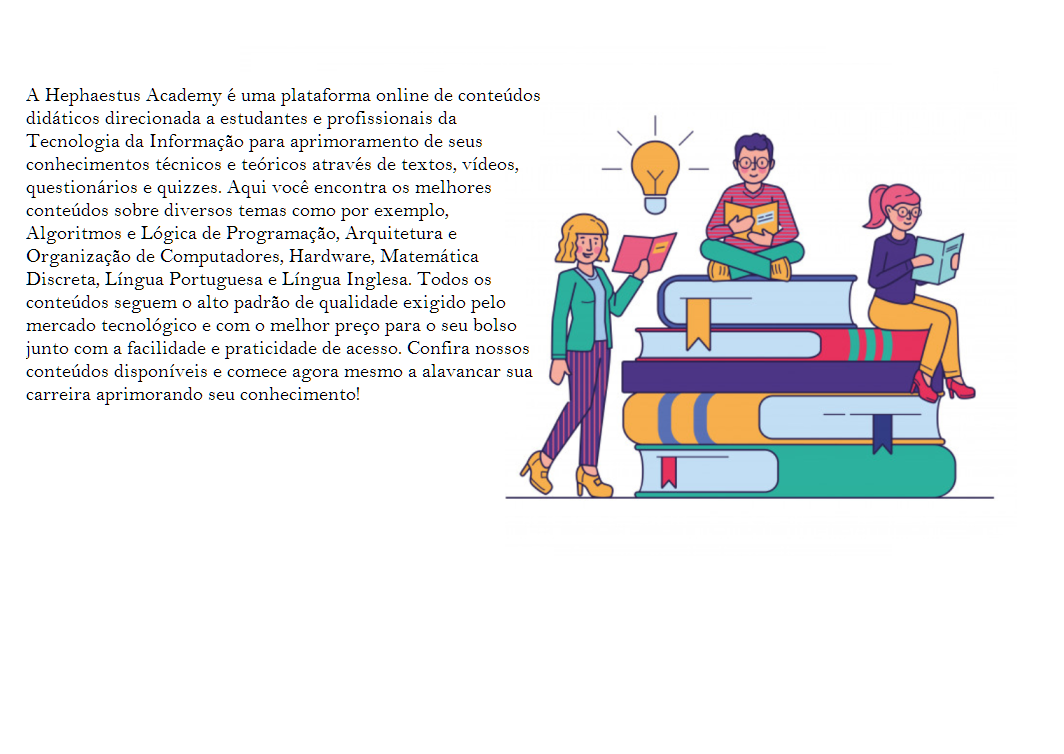 A Hephaestus Academy é uma plataforma online de conteúdos
didáticos direcionada a estudantes e profissionais da
Tecnologia da Informação para aprimoramento de seus
conhecimentos técnicos e teóricos através de textos, vídeos,
questionários e quizzes. Aqui você encontra os melhores
conteúdos sobre diversos temas como por exemplo,
Algoritmos e Lógica de Programação, Arquitetura e
Organização de Computadores, Hardware, Matemática
Discreta, Língua Portuguesa e Língua Inglesa. Todos os
conteúdos seguem o alto padrão de qualidade exigido pelo
mercado tecnológico e com o melhor preço para o seu bolso
junto com a facilidade e praticidade de acesso. Confira nossos
conteúdos disponíveis e comece agora mesmo a alavancar sua
carreira aprimorando seu conhecimento!